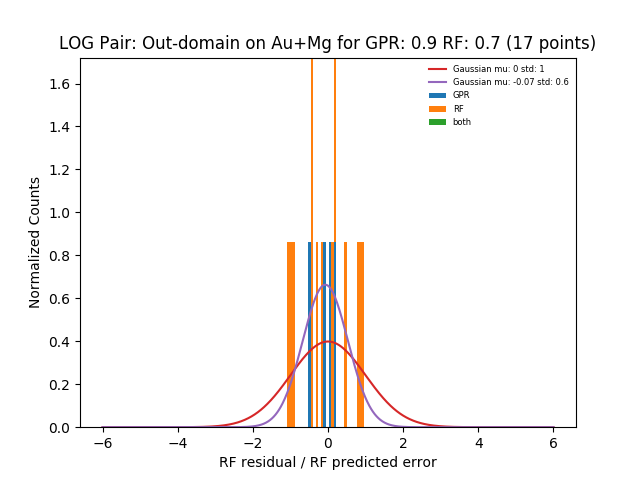 LOG Pair: Out-domain on Au+Mg for GPR: 0.9 RF: 0.7 (17 points)
Gaussian mu: 0 std: 1
Gaussian mu: -0.07 std: 0.6
GPR
RF
both
Normalized Counts
1.6
1.4
1.2
1.0
0.8
0.6
0.4
0.2
0.0
−6 −4 −2 0 2 4 6
RF residual / RF predicted error